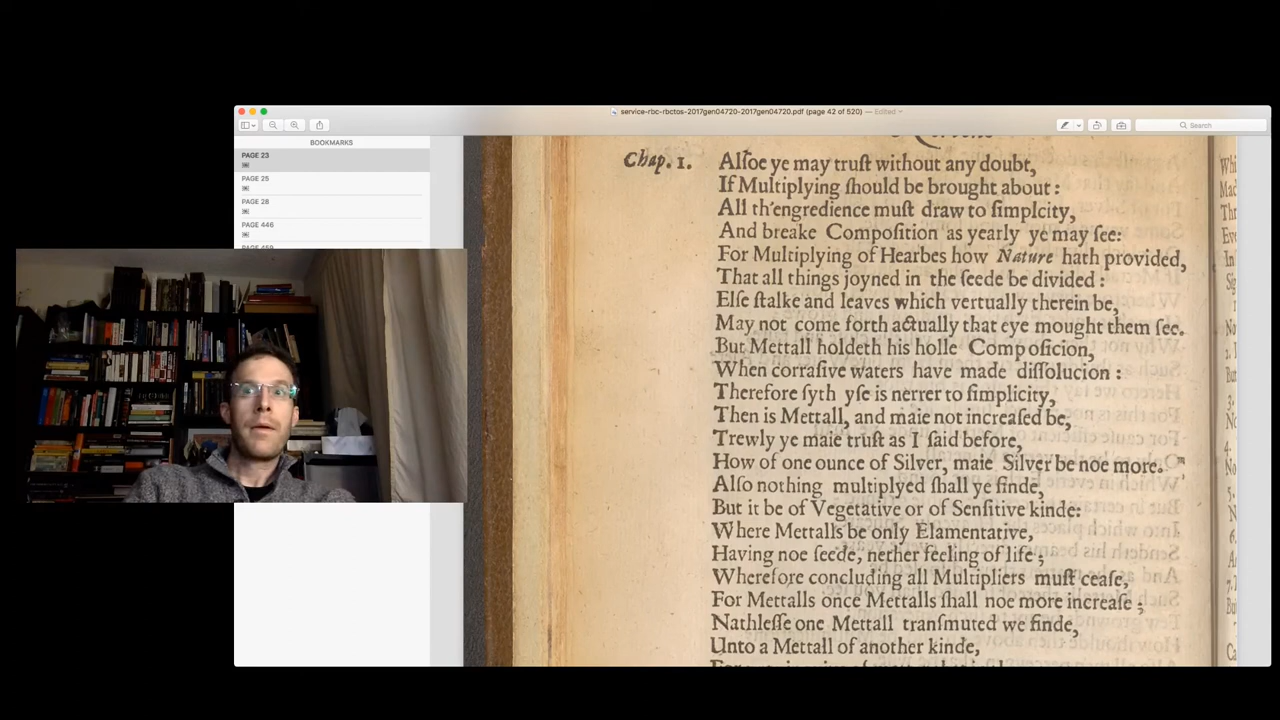 service-rbc-rbctos-2017gen04720-2017gen04720.pdf (page 42 of 520) — Edited
Search
BOOKMARKS
PAGE 23
PAGE 25
PAGE 28
PAGE 446
Chap. 1.
Alſoe ye may truſt without any doubt,
If Multiplying ſhould be brought about :
All th'engredience muſt draw to ſimplcity,
And breake Compoſition as yearly ye may ſee:
For Multiplying of Hearbes how Nature hath provided,
That all things joyned in the ſeede be divided :
Elſe ſtalke and leaves which vertually therein be,
May not come forth actually that eye mought them ſee.
But Mettall holdeth his holle Compoſicion,
When corraſive waters have made diſſolucion :
Therefore ſyth yſe is nerrer to ſimplicity,
Then is Mettall, and maie not increaſed be,
Trewly ye maie truſt as I ſaid before,
How of one ounce of Silver, maie Silver be noe more.
Alſo nothing multiplyed ſhall ye finde,
But it be of Vegetative or of Senſitive kinde:
Where Mettalls be only Elamentative,
Having noe ſeede, nether feeling of life ;
Wherefore concluding all Multipliers muſt ceaſe,
For Mettalls once Mettalls ſhall noe more increaſe ;
Nathleſſe one Mettall tranſmuted we finde,
Unto a Mettall of another kinde,